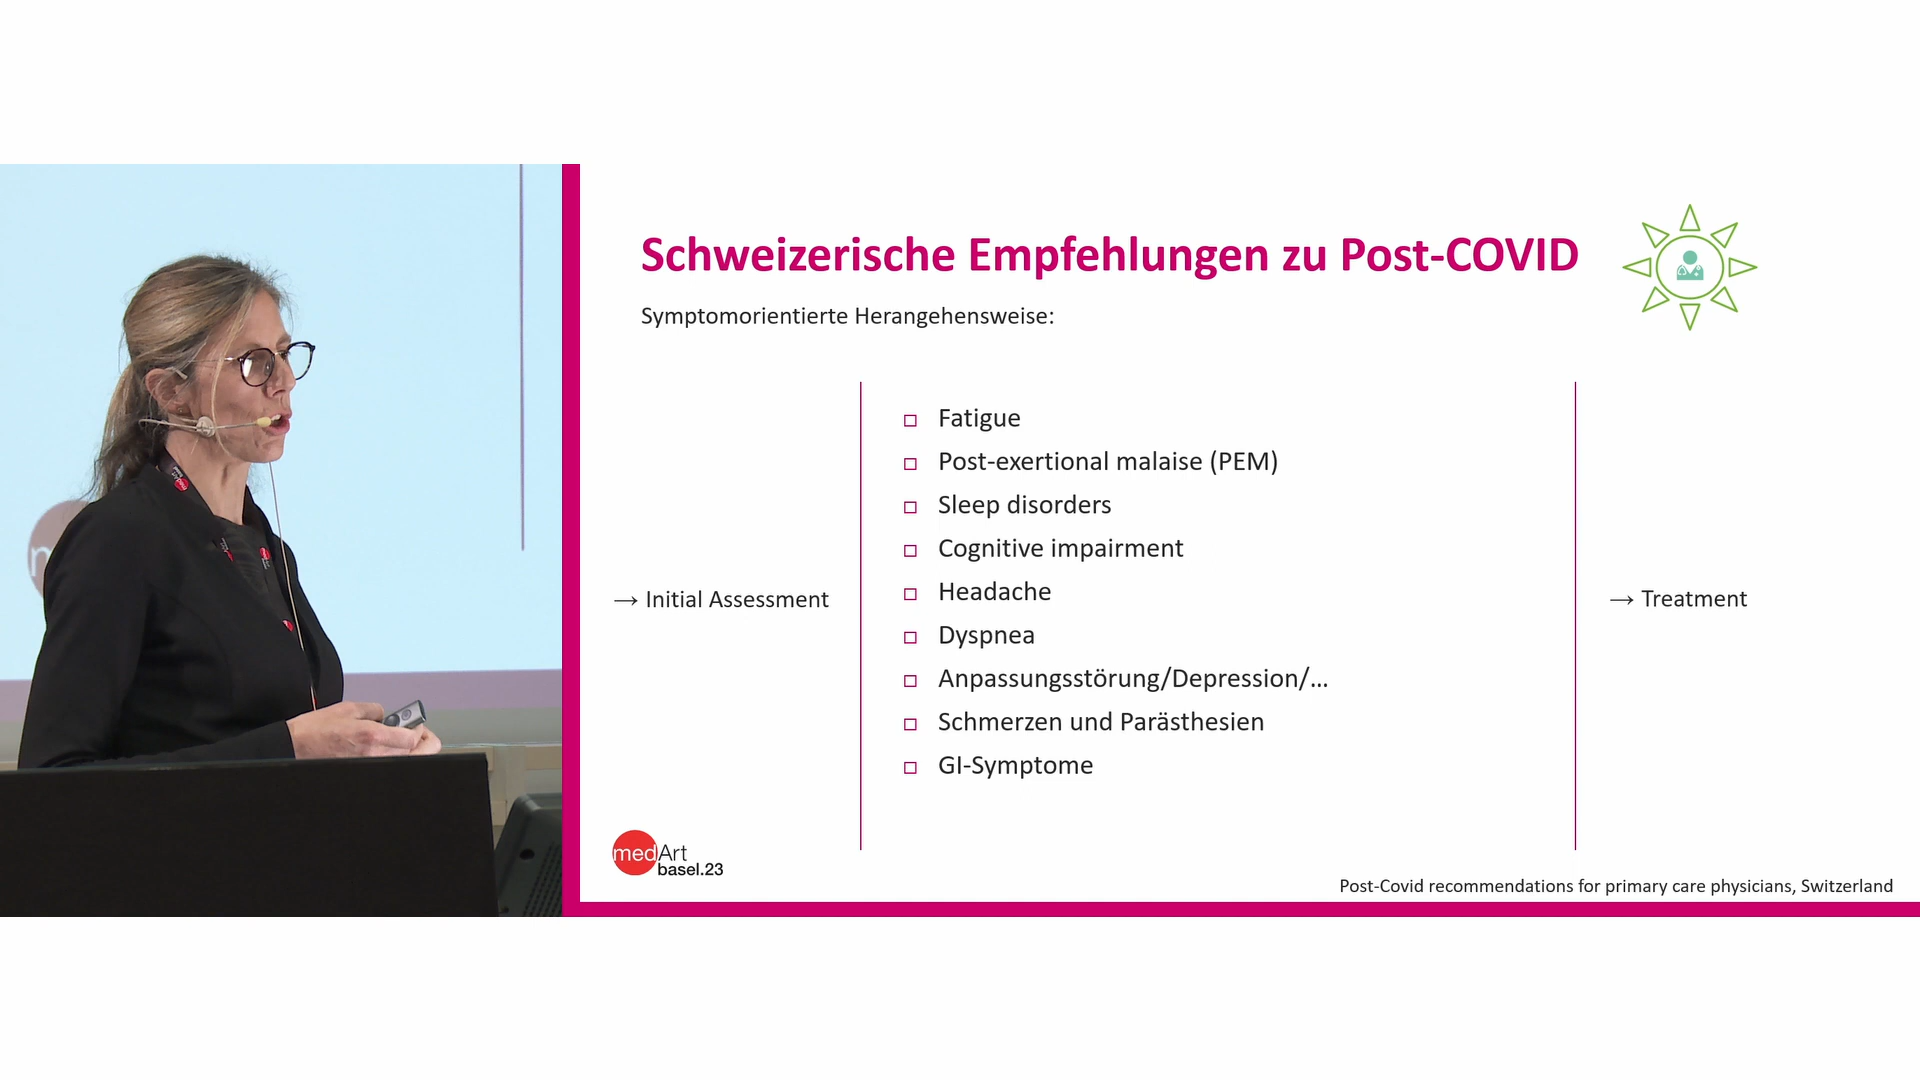 Schweizerische Empfehlungen zu Post-COVID
Symptomorientierte Herangehensweise:
→ Initial Assessment
□ Fatigue
□ Post-exertional malaise (PEM)
□ Sleep disorders
□ Cognitive impairment
□ Headache
□ Dyspnea
□ Anpassungsstörung/Depression/...
□ Schmerzen und Parästhesien
□ GI-Symptome
→ Treatment
medArt
basel.23
Post-Covid recommendations for primary care physicians, Switzerland